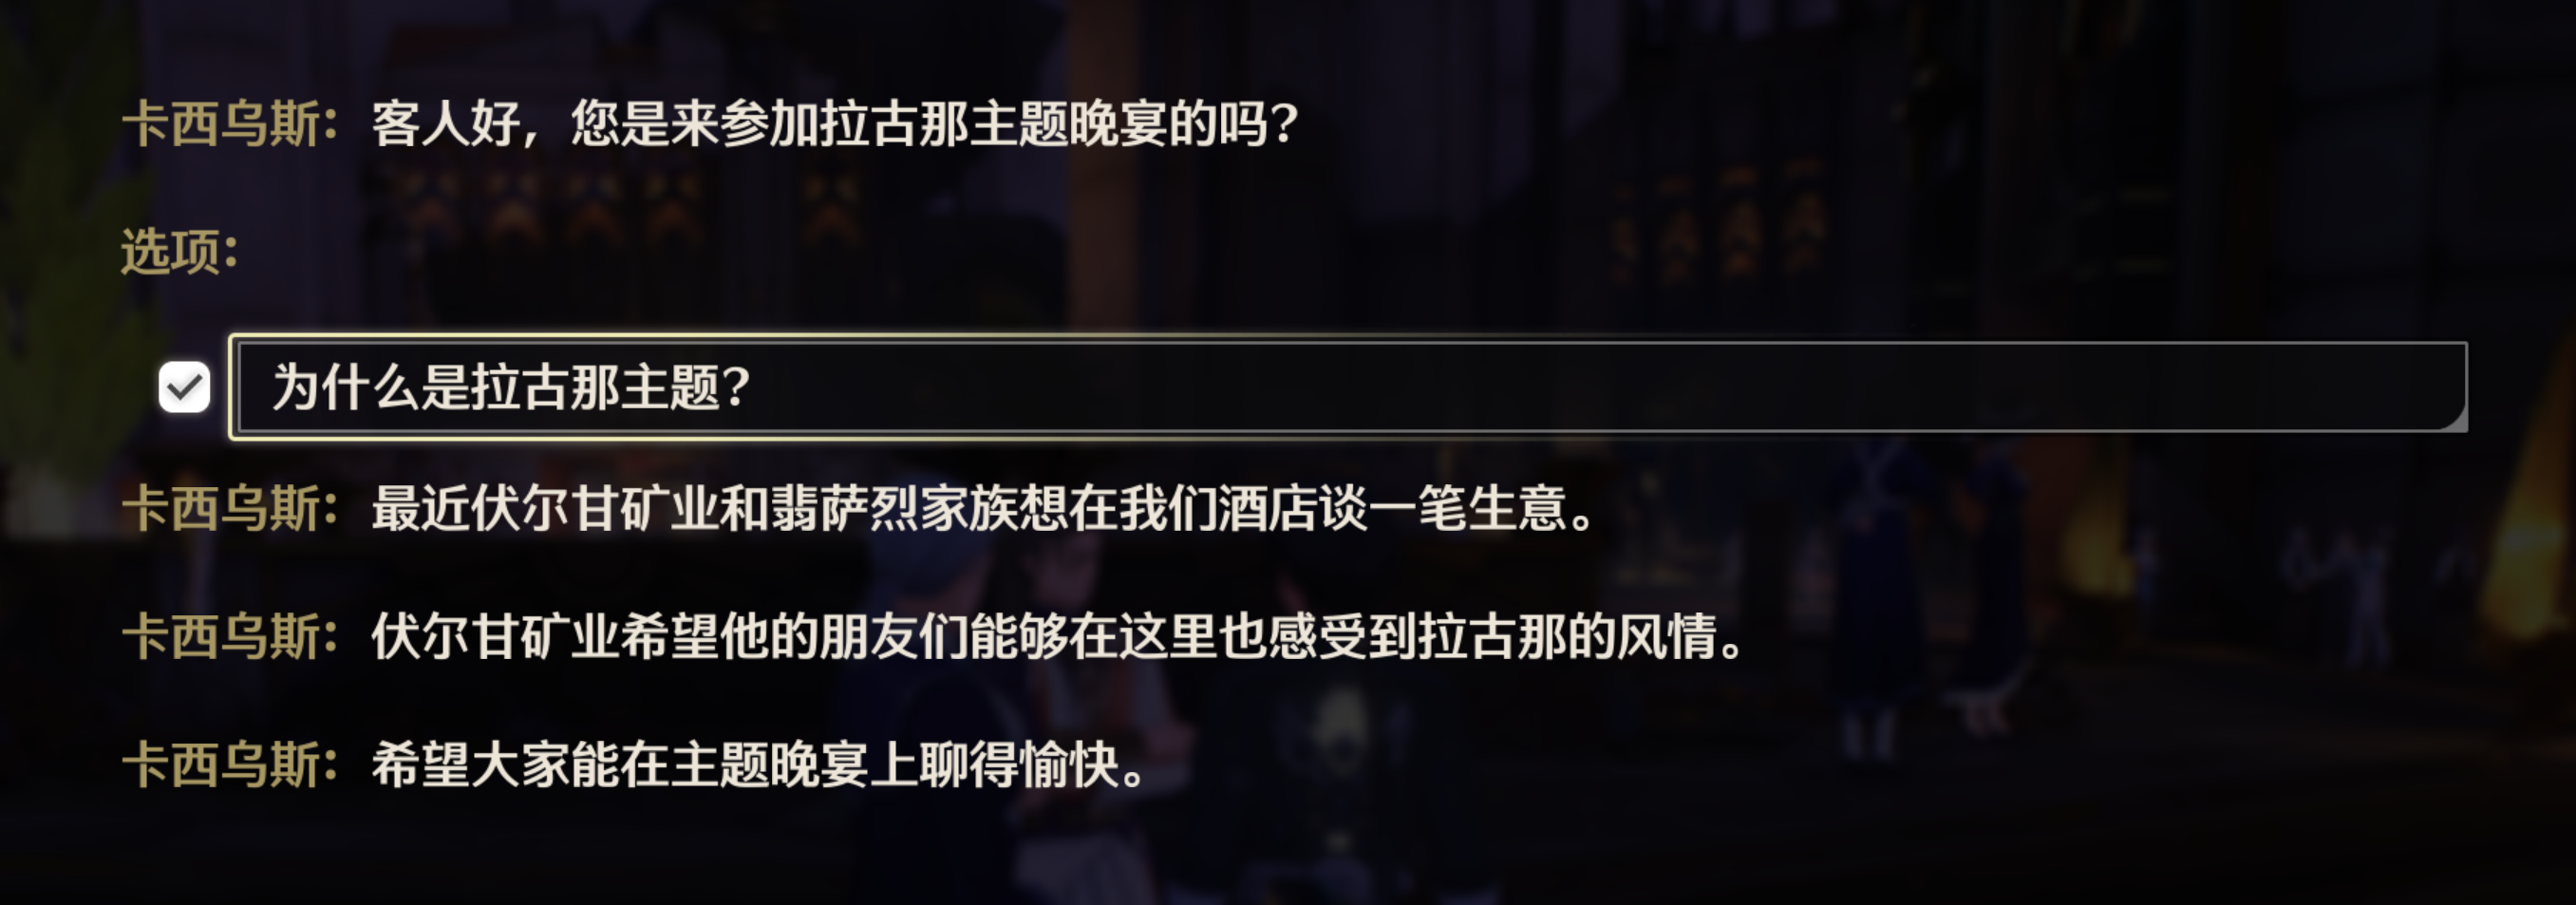 卡西乌斯：客人好，您是来参加拉古那主题晚宴的吗？
选项：
为什么是拉古那主题？
卡西乌斯：最近伏尔甘矿业和翡萨烈家族想在我们酒店谈一笔生意。
卡西乌斯：伏尔甘矿业希望他的朋友们能够在这里也感受到拉古那的风情。
卡西乌斯：希望大家能在主题晚宴上聊得愉快。